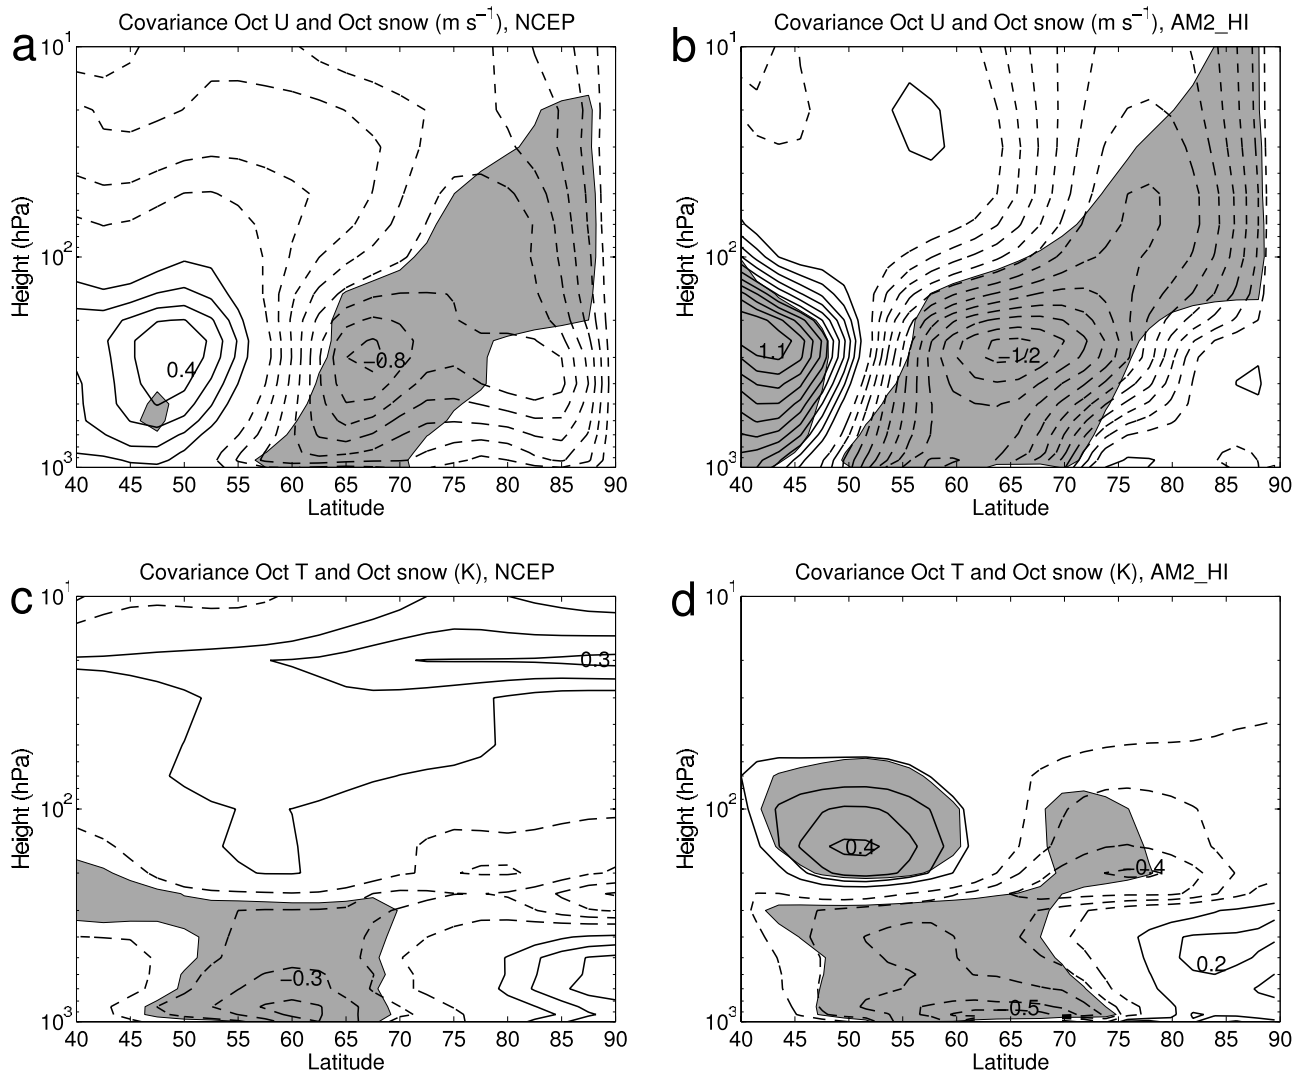 a
Covariance Oct U and Oct snow (m s⁻¹), NCEP
10¹
10²
10³
Height (hPa)
0.4
−0.8
40 45 50 55 60 65 70 75 80 85 90
Latitude
b
Covariance Oct U and Oct snow (m s⁻¹), AM2_HI
10¹
10²
10³
Height (hPa)
1.1
−1.2
40 45 50 55 60 65 70 75 80 85 90
Latitude
c
Covariance Oct T and Oct snow (K), NCEP
10¹
10²
10³
Height (hPa)
0.3
−0.3
40 45 50 55 60 65 70 75 80 85 90
Latitude
d
Covariance Oct T and Oct snow (K), AM2_HI
10¹
10²
10³
Height (hPa)
0.4
−0.4
0.2
−0.5
40 45 50 55 60 65 70 75 80 85 90
Latitude